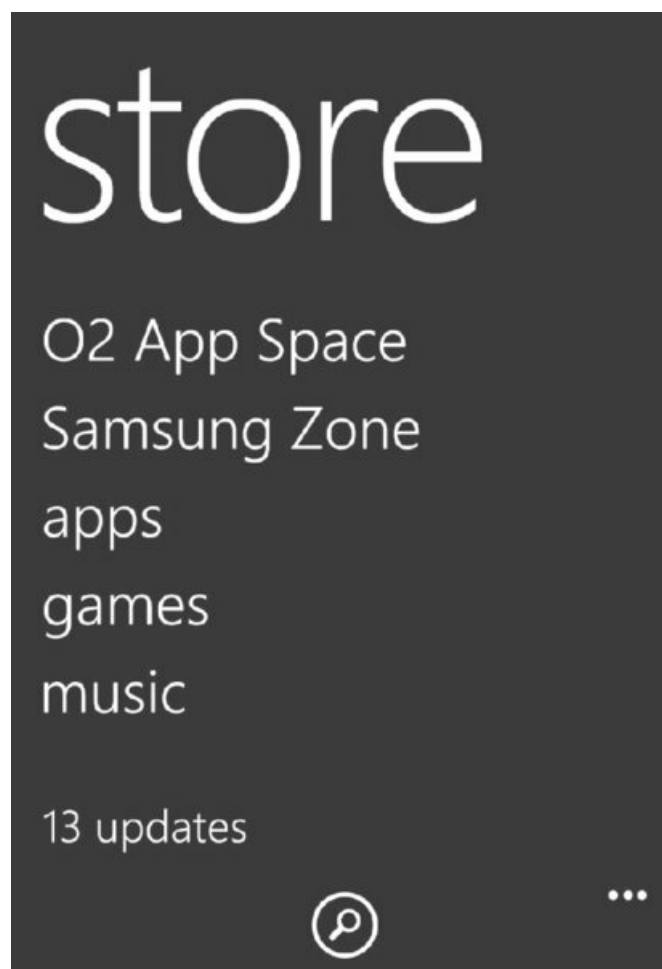 store
O2 App Space
Samsung Zone
apps
games
music
13 updates